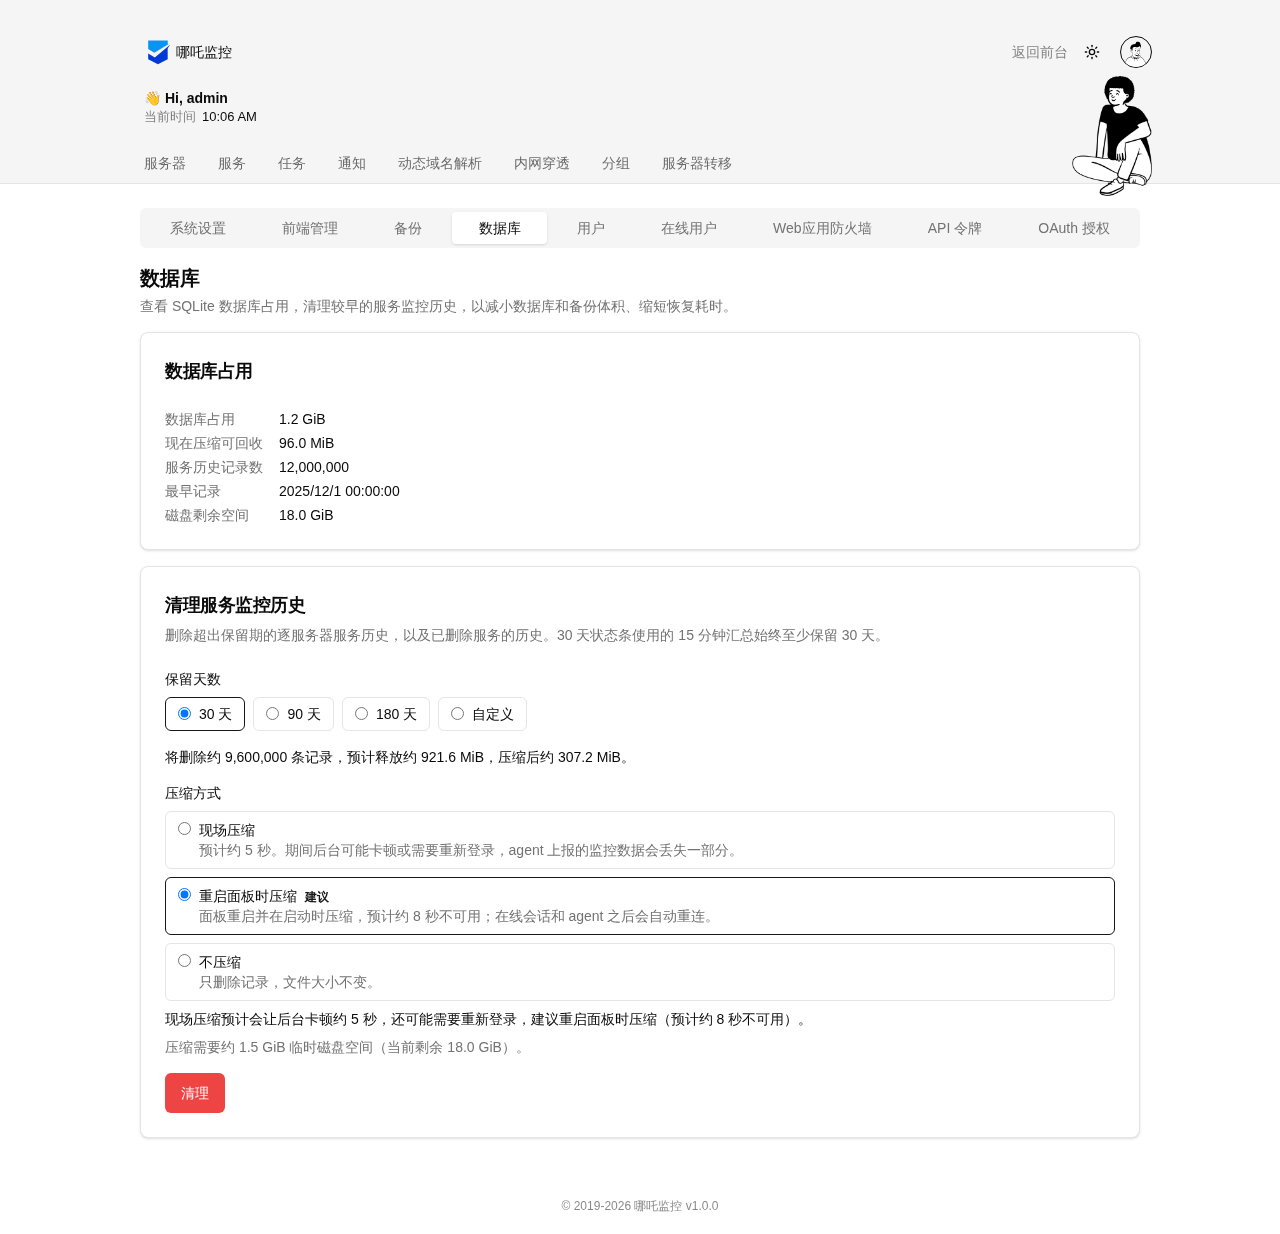 哪吒监控
返回前台
👋 Hi, admin
当前时间 10:06 AM
服务器 服务 任务 通知 动态域名解析 内网穿透 分组 服务器转移
系统设置 前端管理 备份 数据库 用户 在线用户 Web应用防火墙 API 令牌 OAuth 授权
数据库
查看 SQLite 数据库占用，清理较早的服务监控历史，以减小数据库和备份体积、缩短恢复耗时。
数据库占用
数据库占用 1.2 GiB
现在压缩可回收 96.0 MiB
服务历史记录数 12,000,000
最早记录 2025/12/1 00:00:00
磁盘剩余空间 18.0 GiB
清理服务监控历史
删除超出保留期的逐服务器服务历史，以及已删除服务的历史。30 天状态条使用的 15 分钟汇总始终至少保留 30 天。
保留天数
30 天 90 天 180 天 自定义
将删除约 9,600,000 条记录，预计释放约 921.6 MiB，压缩后约 307.2 MiB。
压缩方式
现场压缩
预计约 5 秒。期间后台可能卡顿或需要重新登录，agent 上报的监控数据会丢失一部分。
重启面板时压缩 建议
面板重启并在启动时压缩，预计约 8 秒不可用；在线会话和 agent 之后会自动重连。
不压缩
只删除记录，文件大小不变。
现场压缩预计会让后台卡顿约 5 秒，还可能需要重新登录，建议重启面板时压缩（预计约 8 秒不可用）。
压缩需要约 1.5 GiB 临时磁盘空间（当前剩余 18.0 GiB）。
清理
© 2019-2026 哪吒监控 v1.0.0